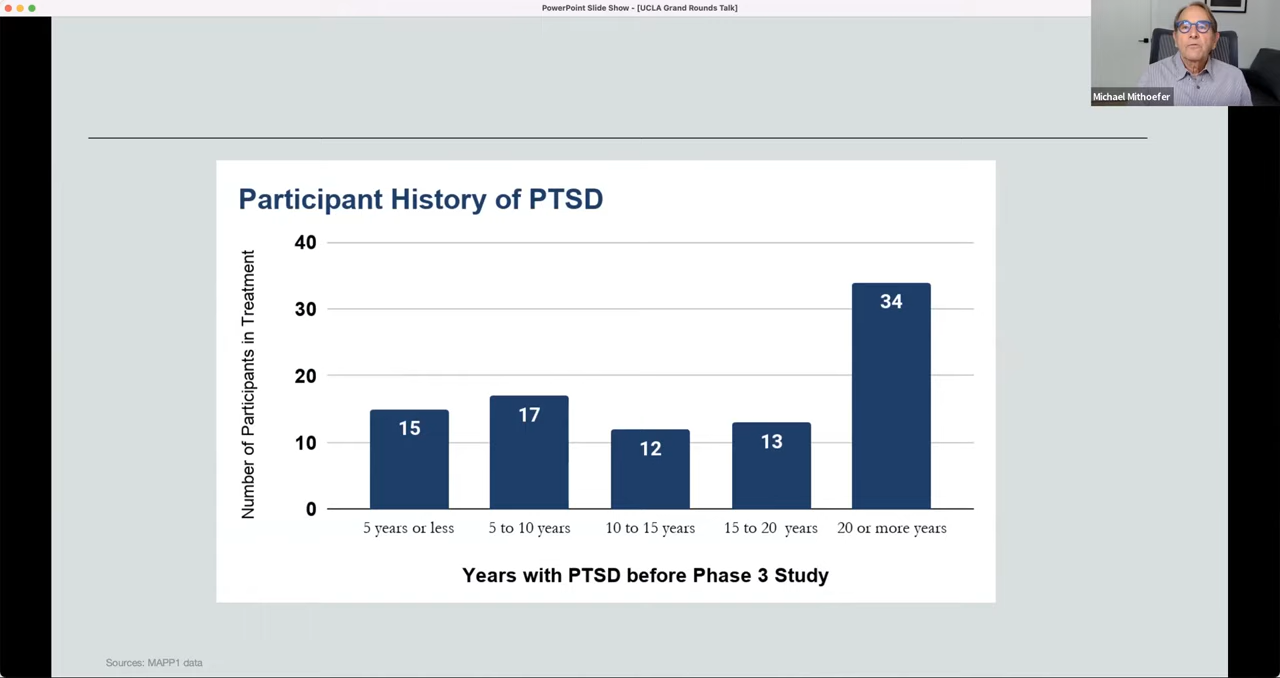 PowerPoint Slide Show - [UCLA Grand Rounds Talk]
Michael Mithoefer
Participant History of PTSD
Number of Participants in Treatment
40
30
20
10
0
15
17
12
13
34
5 years or less
5 to 10 years
10 to 15 years
15 to 20 years
20 or more years
Years with PTSD before Phase 3 Study
Sources: MAPP1 data